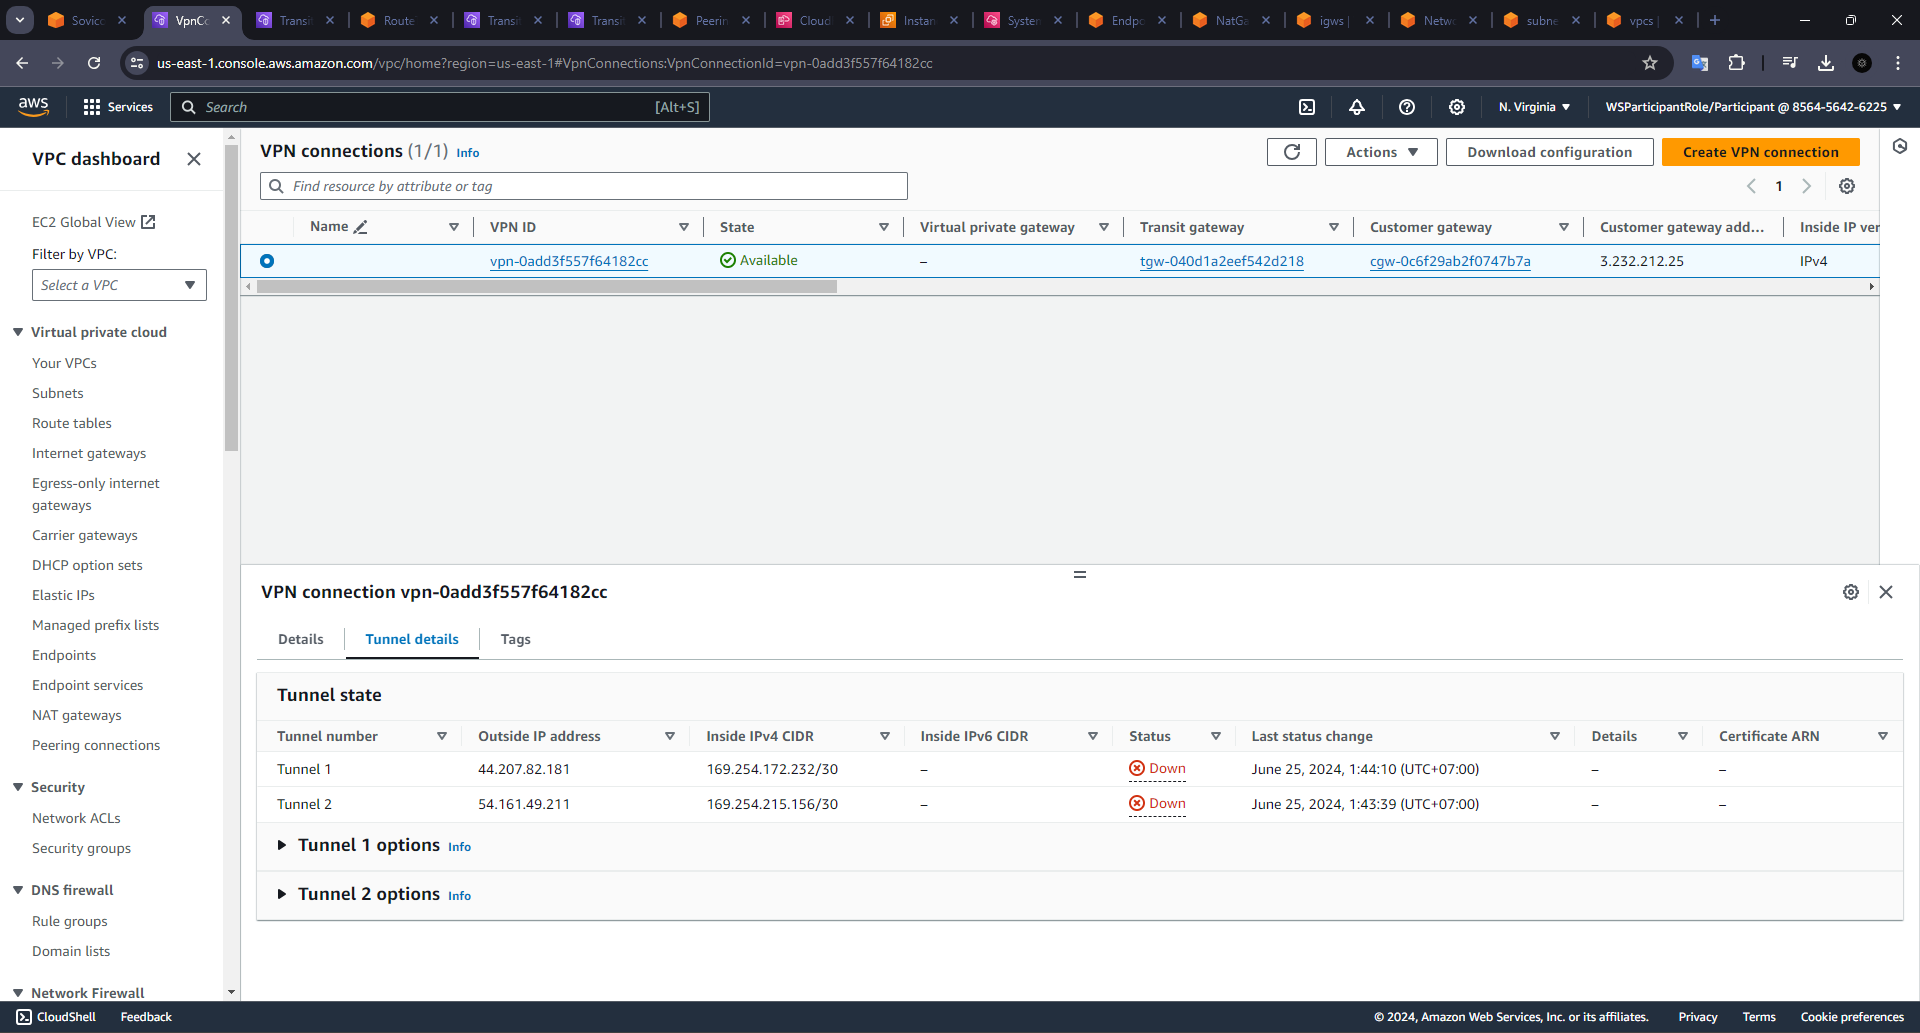 Sovico
VpnCo
Transit
Route
Transit
Transit
Peerin
Cloud
Instan
System
Endpo
NatGa
igws |
Netwo
subne
vpcs |
us-east-1.console.aws.amazon.com/vpc/home?region=us-east-1#VpnConnections:VpnConnectionId=vpn-0add3f557f64182cc
aws
Services
Search [Alt+S]
N. Virginia
WSParticipantRole/Participant @ 8564-5642-6225
VPC dashboard
EC2 Global View
Filter by VPC:
Select a VPC
Virtual private cloud
Your VPCs
Subnets
Route tables
Internet gateways
Egress-only internet
gateways
Carrier gateways
DHCP option sets
Elastic IPs
Managed prefix lists
Endpoints
Endpoint services
NAT gateways
Peering connections
Security
Network ACLs
Security groups
DNS firewall
Rule groups
Domain lists
Network Firewall
VPN connections (1/1) Info
Actions
Download configuration
Create VPN connection
Find resource by attribute or tag
1
Name VPN ID State Virtual private gateway Transit gateway Customer gateway Customer gateway add... Inside IP ver
vpn-0add3f557f64182cc Available – tgw-040d1a2eef542d218 cgw-0c6f29ab2f0747b7a 3.232.212.25 IPv4
VPN connection vpn-0add3f557f64182cc
Details Tunnel details Tags
Tunnel state
Tunnel number Outside IP address Inside IPv4 CIDR Inside IPv6 CIDR Status Last status change Details Certificate ARN
Tunnel 1 44.207.82.181 169.254.172.232/30 – Down June 25, 2024, 1:44:10 (UTC+07:00) – –
Tunnel 2 54.161.49.211 169.254.215.156/30 – Down June 25, 2024, 1:43:39 (UTC+07:00) – –
Tunnel 1 options Info
Tunnel 2 options Info
CloudShell Feedback
© 2024, Amazon Web Services, Inc. or its affiliates. Privacy Terms Cookie preferences